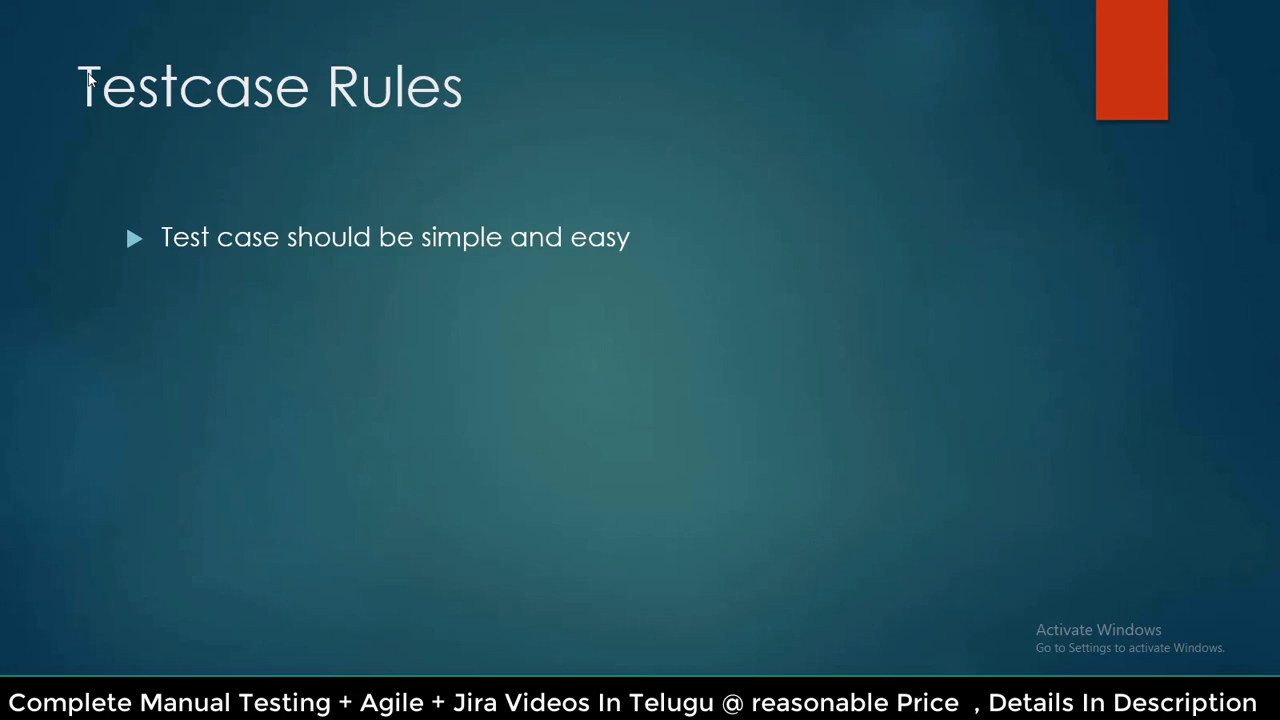 Testcase Rules
Test case should be simple and easy
Activate Windows
Go to Settings to activate Windows.
Complete Manual Testing + Agile + Jira Videos In Telugu @ reasonable Price , Details In Description